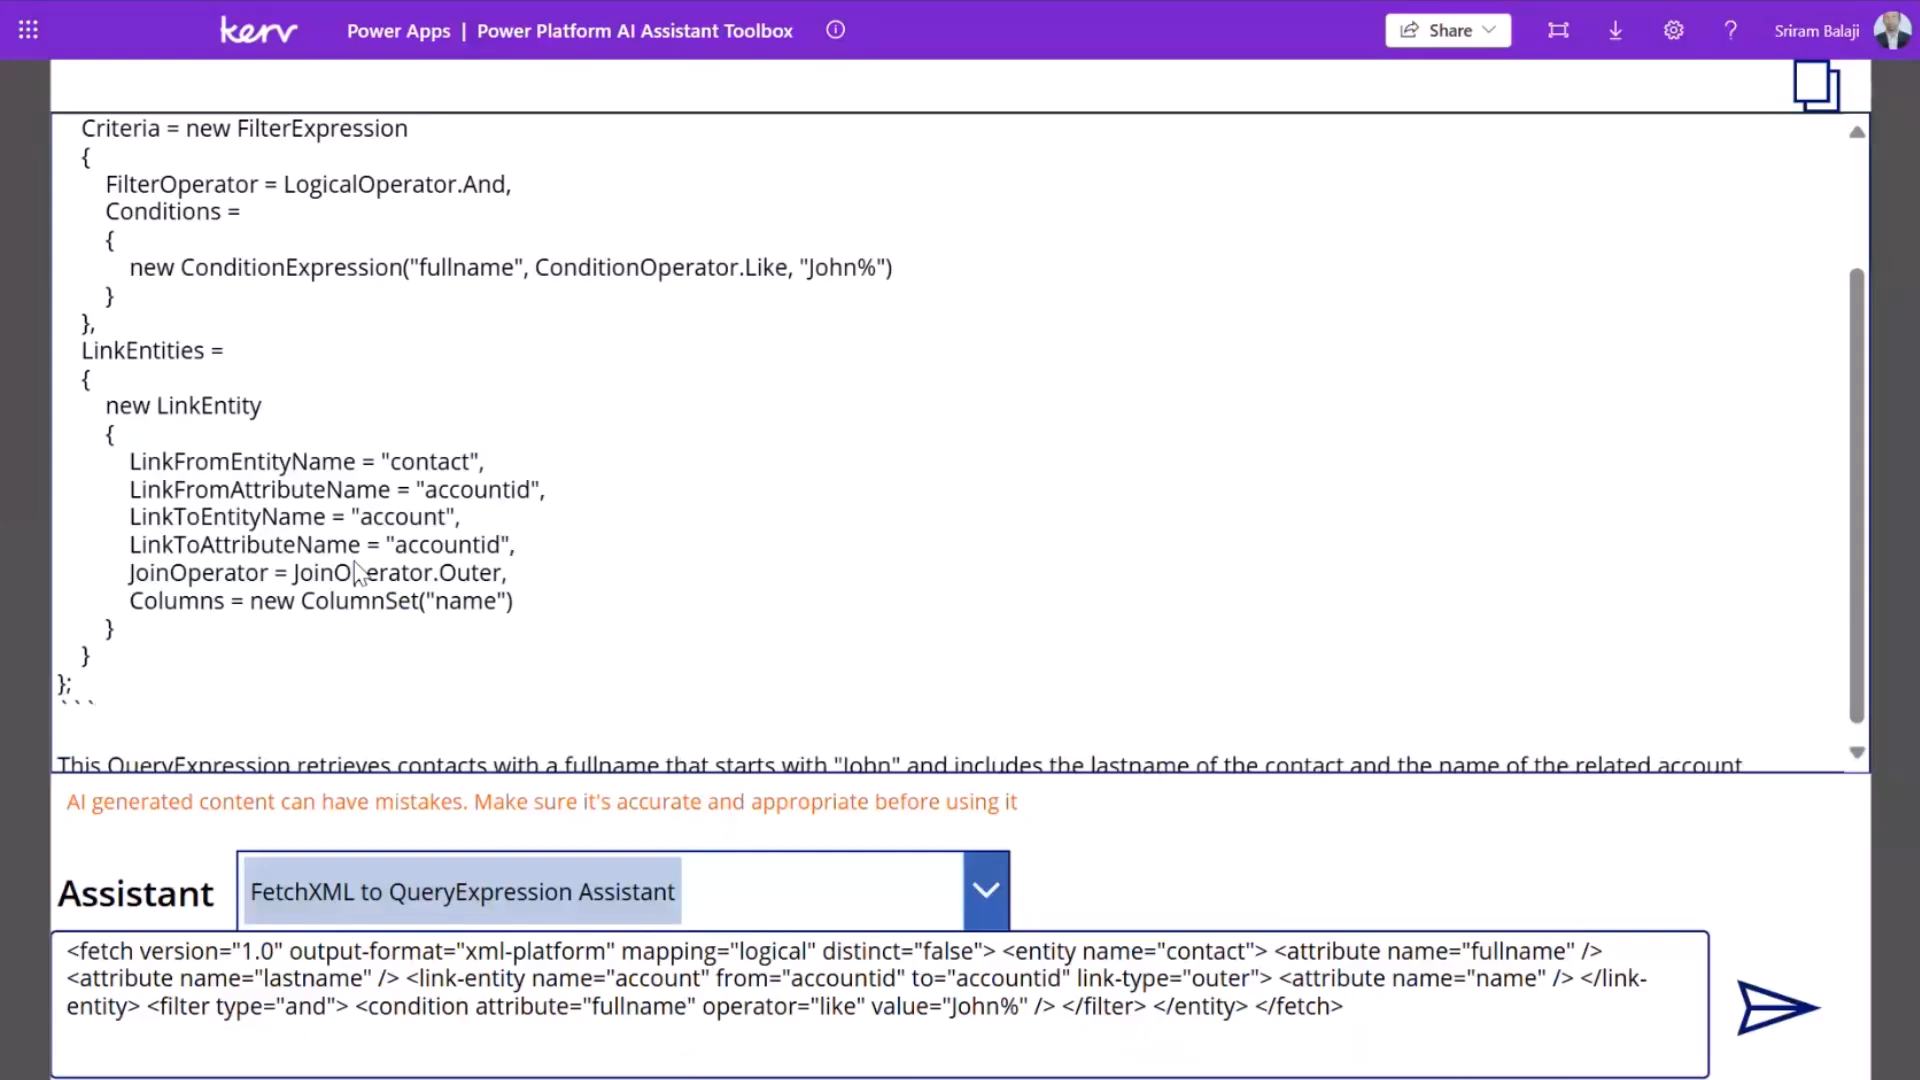 kerv Power Apps | Power Platform AI Assistant Toolbox Share ? Sriram Balaji
Criteria = new FilterExpression
{
FilterOperator = LogicalOperator.And,
Conditions =
{
new ConditionExpression("fullname", ConditionOperator.Like, "John%")
}
},
LinkEntities =
{
new LinkEntity
{
LinkFromEntityName = "contact",
LinkFromAttributeName = "accountid",
LinkToEntityName = "account",
LinkToAttributeName = "accountid",
JoinOperator = JoinOperator.Outer,
Columns = new ColumnSet("name")
}
}
};
```
This QueryExpression retrieves contacts with a fullname that starts with "John" and includes the lastname of the contact and the name of the related account
AI generated content can have mistakes. Make sure it's accurate and appropriate before using it
Assistant FetchXML to QueryExpression Assistant
<fetch version="1.0" output-format="xml-platform" mapping="logical" distinct="false"> <entity name="contact"> <attribute name="fullname" />
<attribute name="lastname" /> <link-entity name="account" from="accountid" to="accountid" link-type="outer"> <attribute name="name" /> </link-
entity> <filter type="and"> <condition attribute="fullname" operator="like" value="John%" /> </filter> </entity> </fetch>